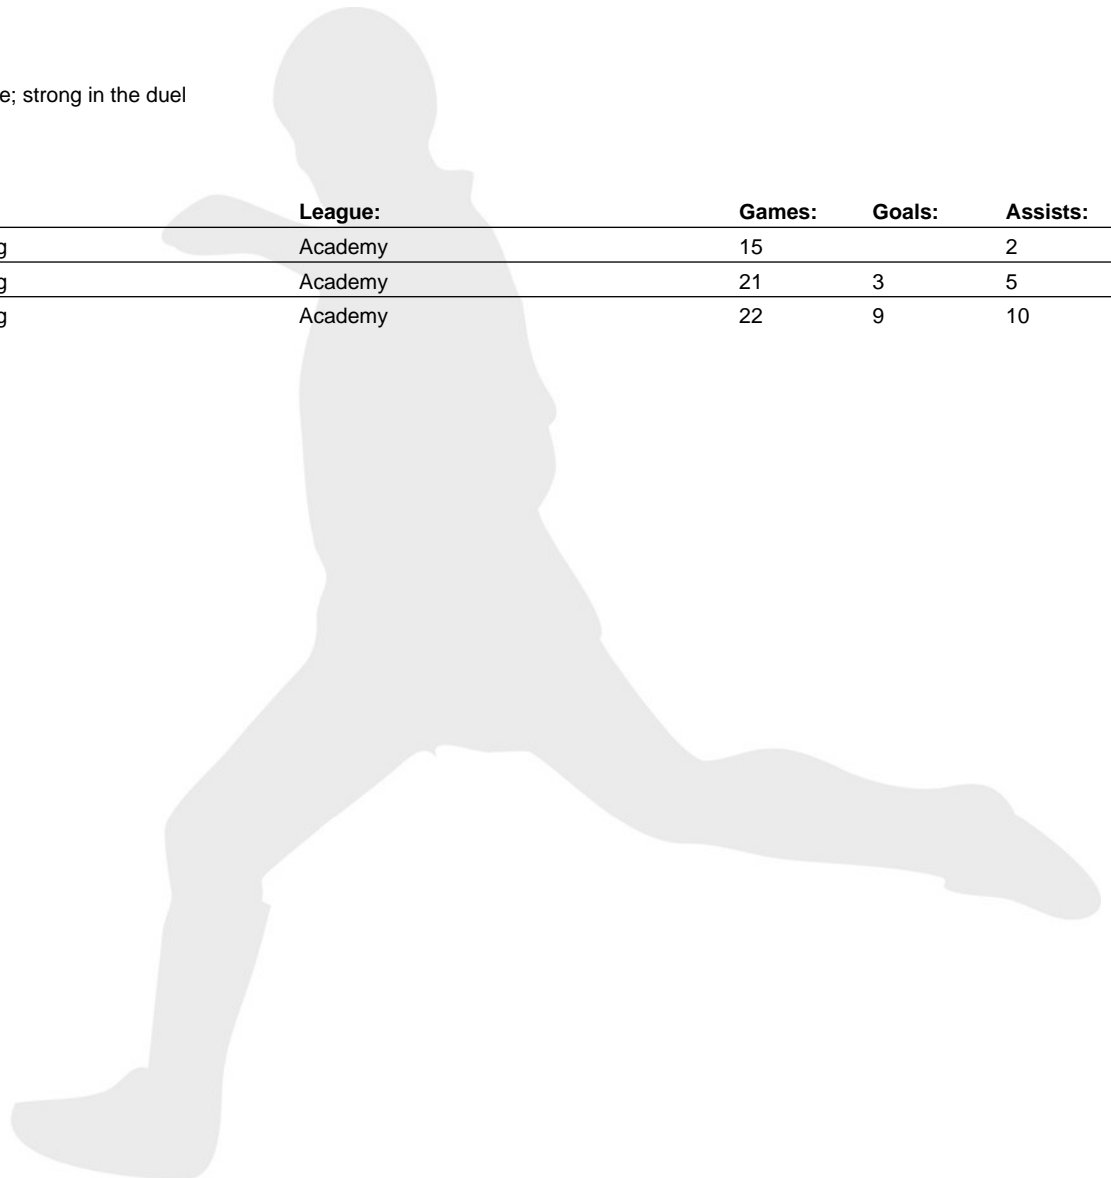 e; strong in the duel
League: Games: Goals: Assists:
g Academy 15 2
g Academy 21 3 5
g Academy 22 9 10